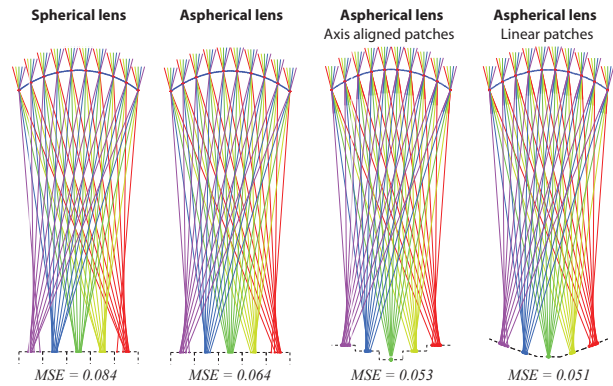 Spherical lens
Aspherical lens
Aspherical lens
Axis aligned patches
Aspherical lens
Linear patches
MSE = 0.084
MSE = 0.064
MSE = 0.053
MSE = 0.051